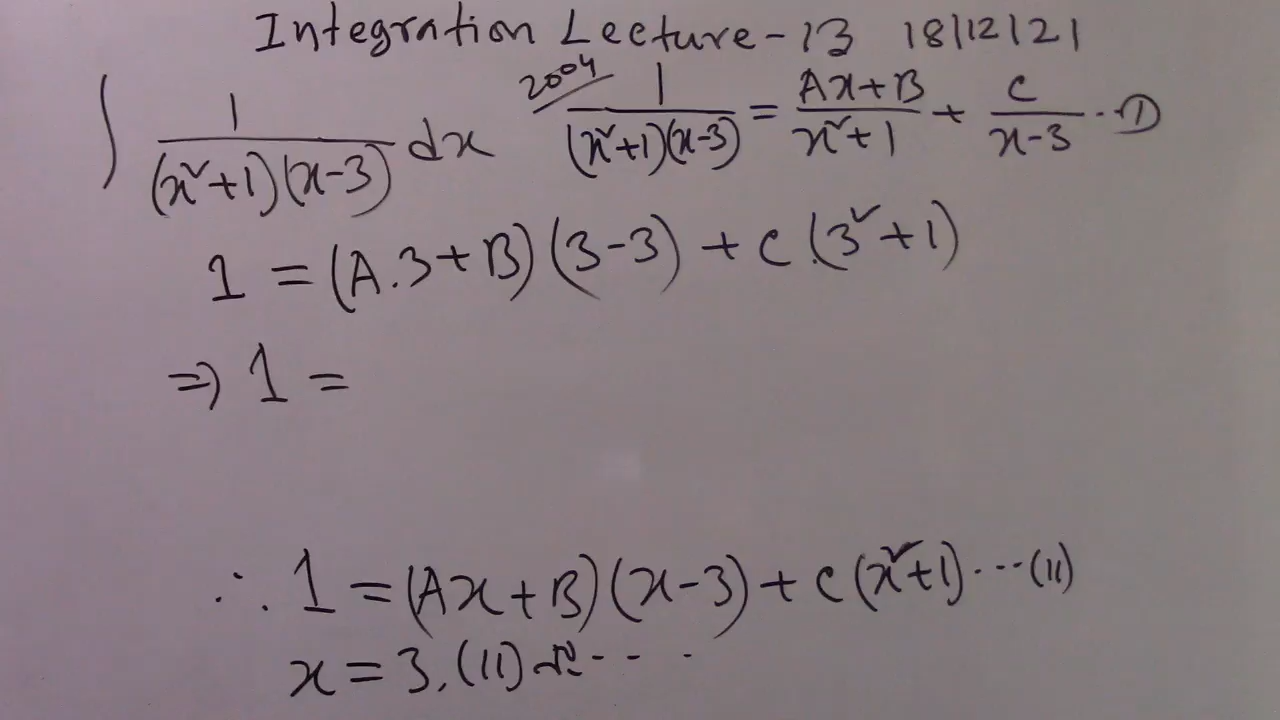 Integration Lecture-13 18/12/21
∫ 1/((x²+1)(x-3)) dx 2004 1/((x²+1)(x-3)) = (Ax+B)/(x²+1) + C/(x-3) ... (I)
1 = (A.3+B)(3-3) + C.(3²+1)
⇒ 1 =
∴ 1 = (Ax+B)(x-3) + C(x²+1) ... (II)
x = 3, (II) ...